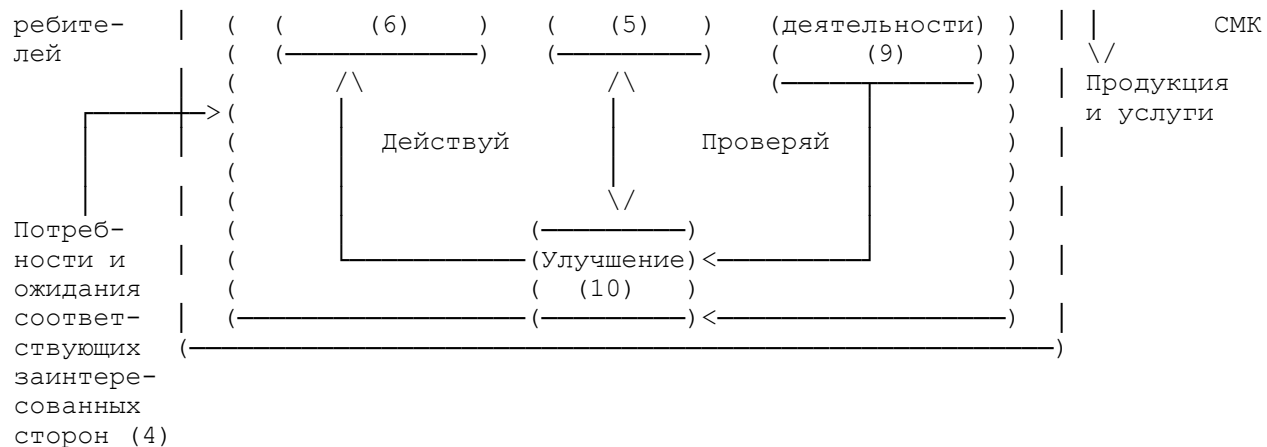 ребите- (6) (5) (деятельности) СМК
лей (9)
Продукция
и услуги
Действуй Проверяй
Потреб-
ности и (Улучшение)
ожидания (10)
соответ-
ствующих
заинтере-
сованных
сторон (4)